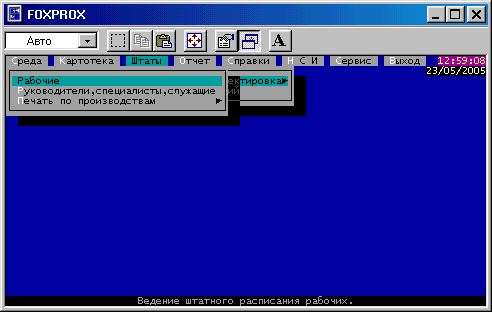 FOXPROX
Авто
A
Среда Картотека Штаты Отчет Справки Н С И Сервис Выход 12:59:08
23/05/2005
Рабочие
Руководители,специалисты,служащие
Печать по производствам
Ведение штатного расписания рабочих.